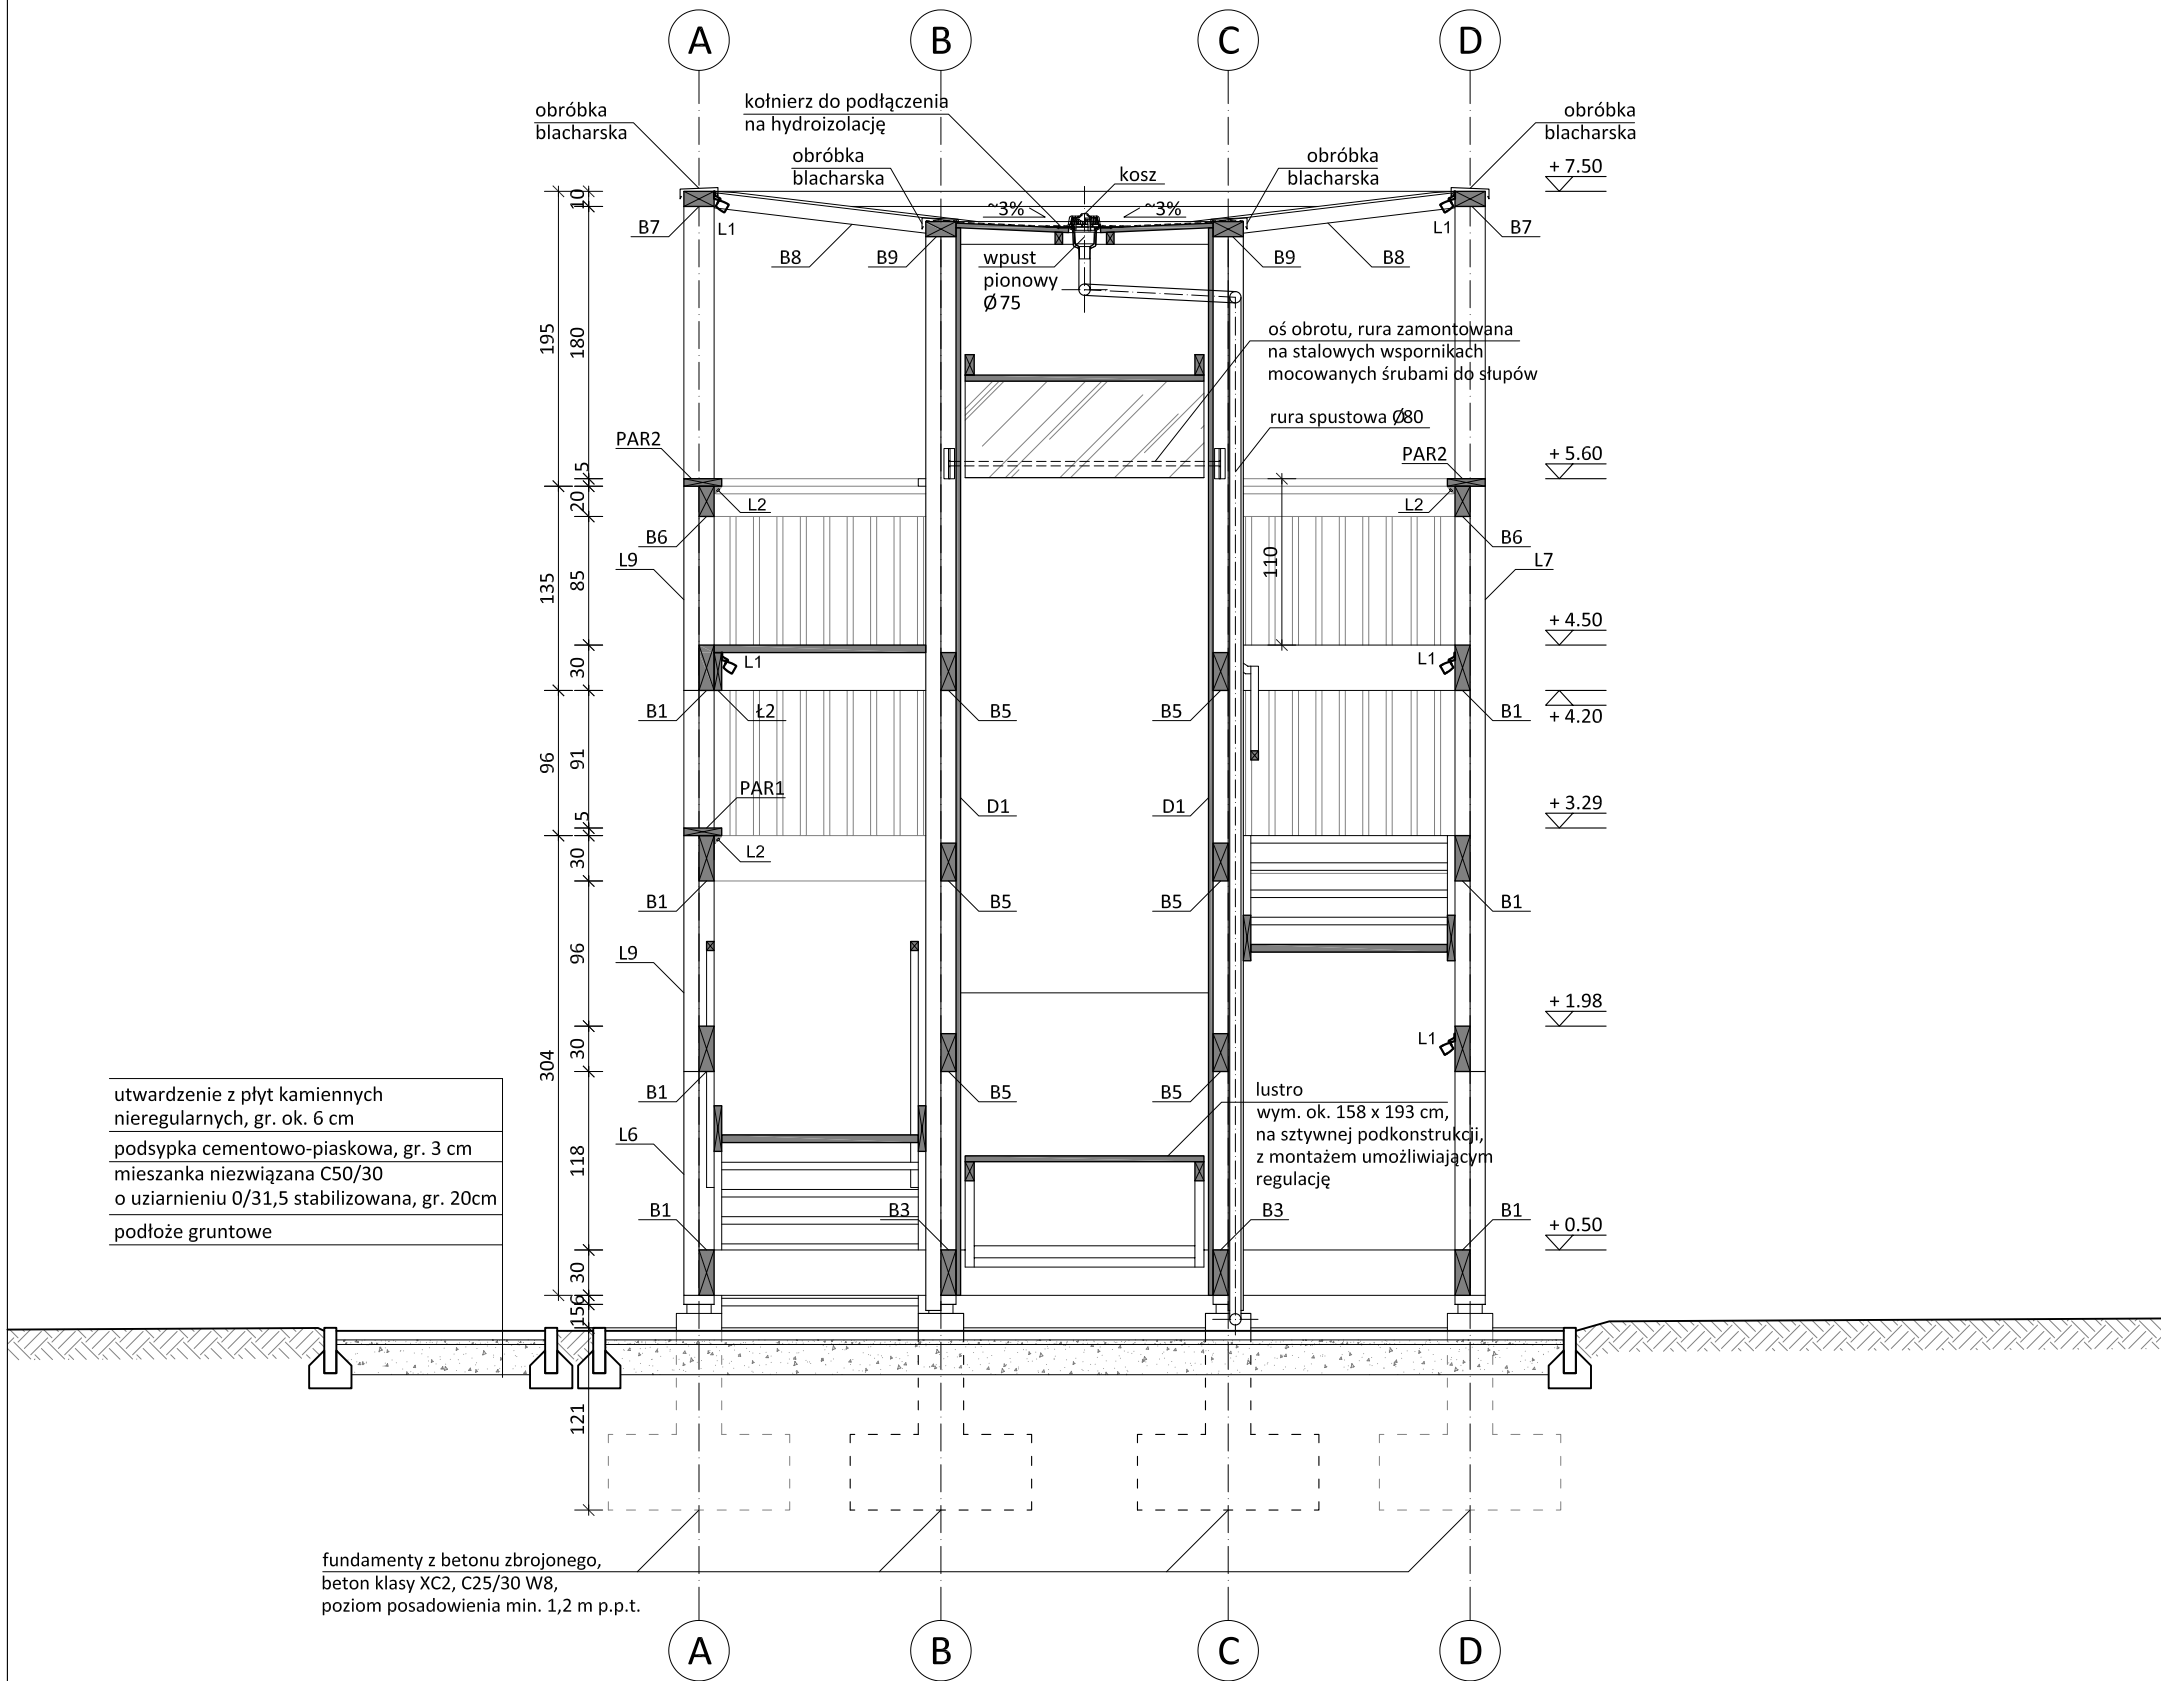 A
B
C
D
obróbka
blacharska
kołnierz do podłączenia
na hydroizolację
obróbka
blacharska
kosz
obróbka
blacharska
obróbka
blacharska
+ 7.50
~3%
~3%
B7
L1
B8
B9
wpust
pionowy
Ø 75
B9
B8
L1
B7
10
195
180
oś obrotu, rura zamontowana
na stalowych wspornikach
mocowanych śrubami do słupów
rura spustowa Ø80
PAR2
PAR2
+ 5.60
5
20
L2
L2
B6
B6
L9
L7
135
85
110
+ 4.50
30
L1
L1
B1
Ł2
B5
B5
B1
+ 4.20
96
91
PAR1
D1
D1
+ 3.29
5
30
L2
B1
B5
B5
B1
96
L9
+ 1.98
304
30
L1
B1
B5
B5
lustro
wym. ok. 158 x 193 cm,
na sztywnej podkonstrukcji,
z montażem umożliwiającym
regulację
utwardzenie z płyt kamiennych
nieregularnych, gr. ok. 6 cm
podsypka cementowo-piaskowa, gr. 3 cm
mieszanka niezwiązana C50/30
o uziarnieniu 0/31,5 stabilizowana, gr. 20cm
podłoże gruntowe
L6
118
B1
B3
B3
B1
+ 0.50
30
6
15
121
fundamenty z betonu zbrojonego,
beton klasy XC2, C25/30 W8,
poziom posadowienia min. 1,2 m p.p.t.
A
B
C
D